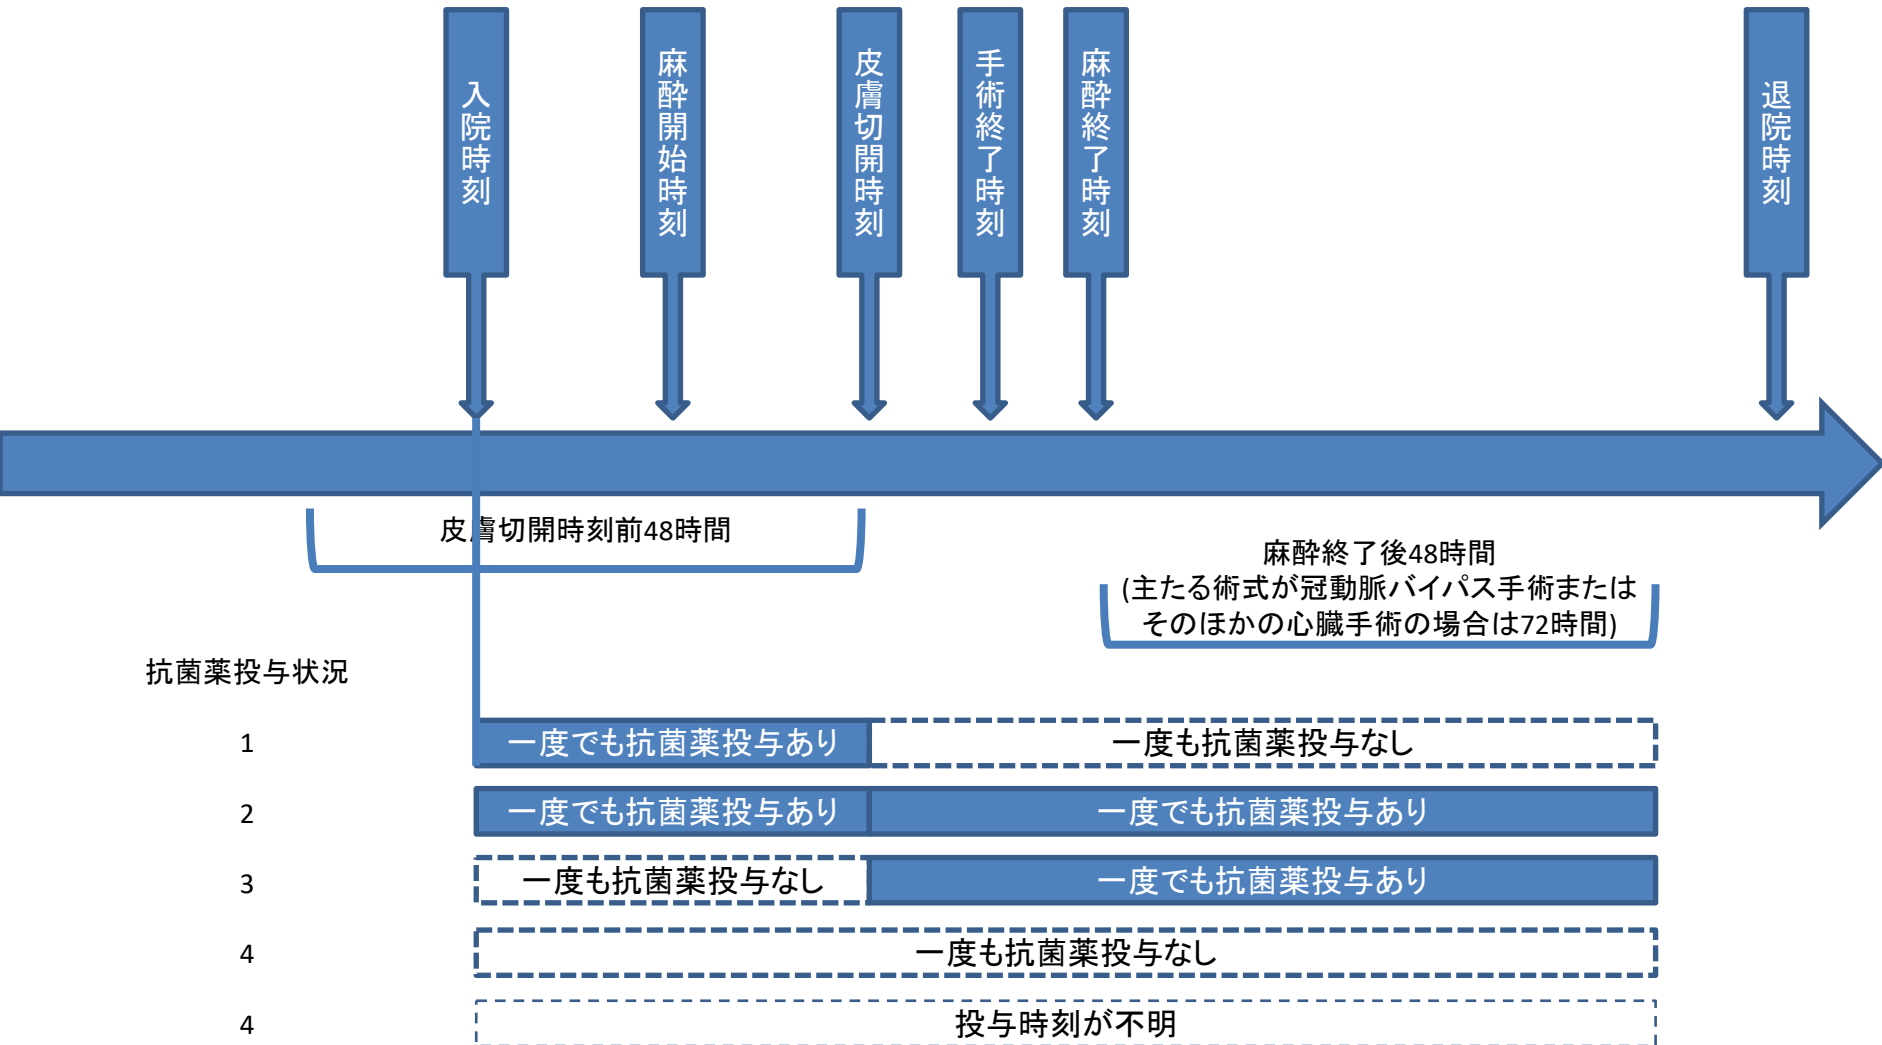 入院時刻
麻酔開始時刻
皮膚切開時刻
手術終了時刻
麻酔終了時刻
退院時刻
皮膚切開時刻前48時間
麻酔終了後48時間
(主たる術式が冠動脈バイパス手術または
そのほかの心臓手術の場合は72時間)
抗菌薬投与状況
1
一度でも抗菌薬投与あり
一度も抗菌薬投与なし
2
一度でも抗菌薬投与あり
一度でも抗菌薬投与あり
3
一度も抗菌薬投与なし
一度でも抗菌薬投与あり
4
一度も抗菌薬投与なし
4
投与時刻が不明